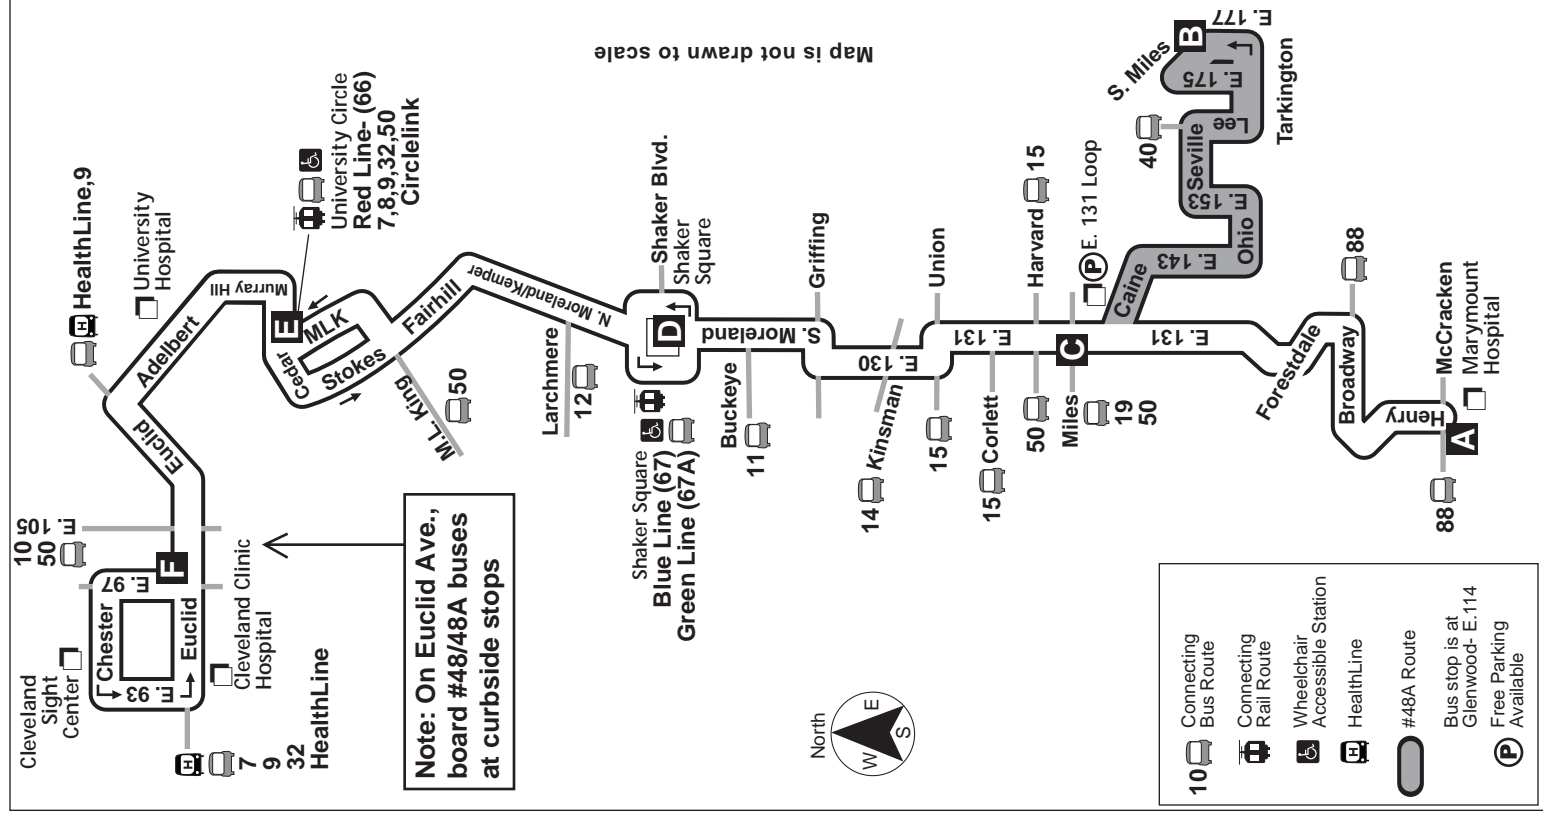 Cleveland
Sight
Center
Chester
E. 97
E. 93
Euclid
F
10
50
E. 105
Cleveland Clinic
Hospital
7
9
32
HealthLine
Note: On Euclid Ave.,
board #48/48A buses
at curbside stops
HealthLine,9
University
Hospital
Euclid
Adelbert
Murray Hll
E
University Circle
Red Line- (66)
7,8,9,32,50
Circlelink
Cedar
MLK
Stokes
M.L. King
50
Fairhill
N. Moreland/Kemper
Larchmere
12
Shaker Blvd.
Shaker
Square
D
Shaker Square
Blue Line (67)
Green Line (67A)
S. Moreland
Buckeye
11
Griffing
E. 130
14
Kinsman
Union
15
E. 131
15
Corlett
Harvard
15
50
C
Miles
19
50
P
E. 131 Loop
E. 131
Caine
E. 143
Ohio
E. 153
Seville
40
Lee
Tarkington
E. 175
S. Miles
B
E. 177
Forestdale
Broadway
88
Henry
McCracken
Marymount
Hospital
A
88
Map is not drawn to scale
North
W
E
S
10
Connecting
Bus Route
Connecting
Rail Route
Wheelchair
Accessible Station
H
HealthLine
#48A Route
Bus stop is at
Glenwood- E.114
P
Free Parking
Available